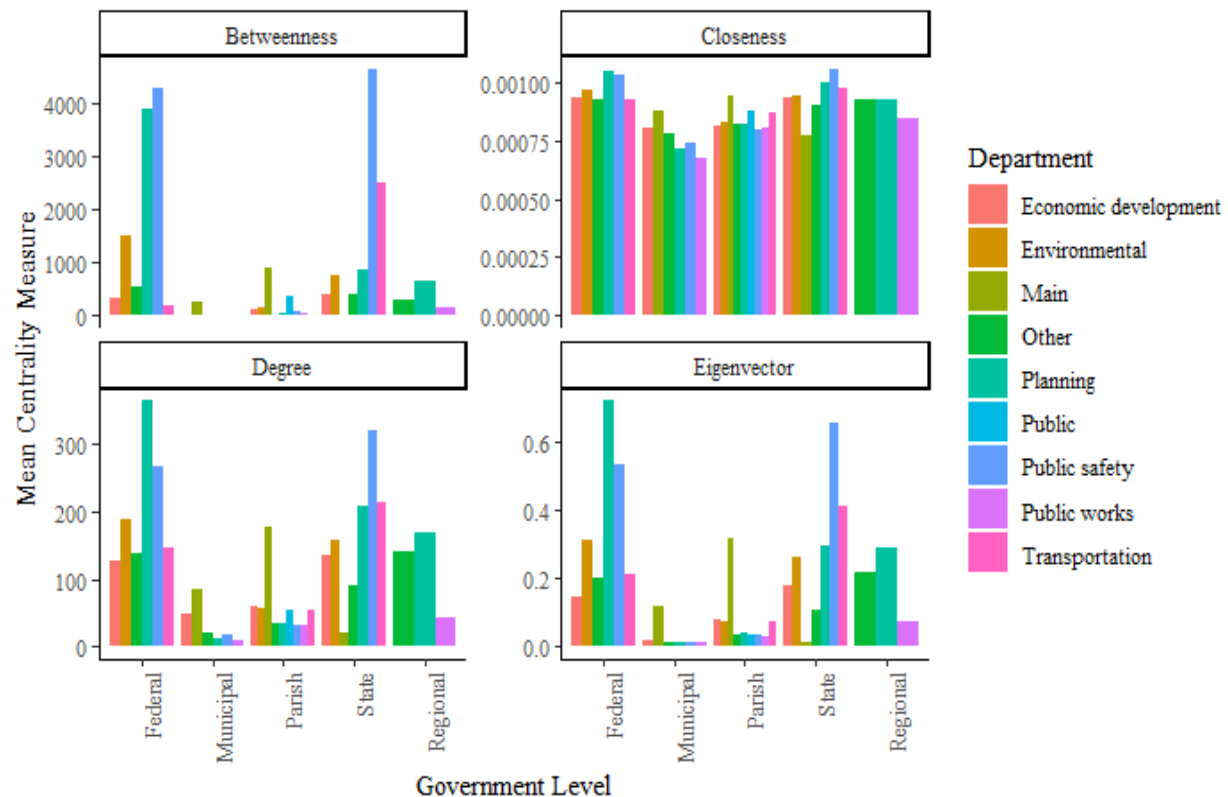 Betweenness
Closeness
4000
3000
2000
1000
0
0.00100
0.00075
0.00050
0.00025
0.00000
Degree
Eigenvector
300
200
100
0
0.6
0.4
0.2
0.0
Federal
Municipal
Parish
State
Regional
Federal
Municipal
Parish
State
Regional
Mean Centrality Measure
Government Level
Department
Economic development
Environmental
Main
Other
Planning
Public
Public safety
Public works
Transportation